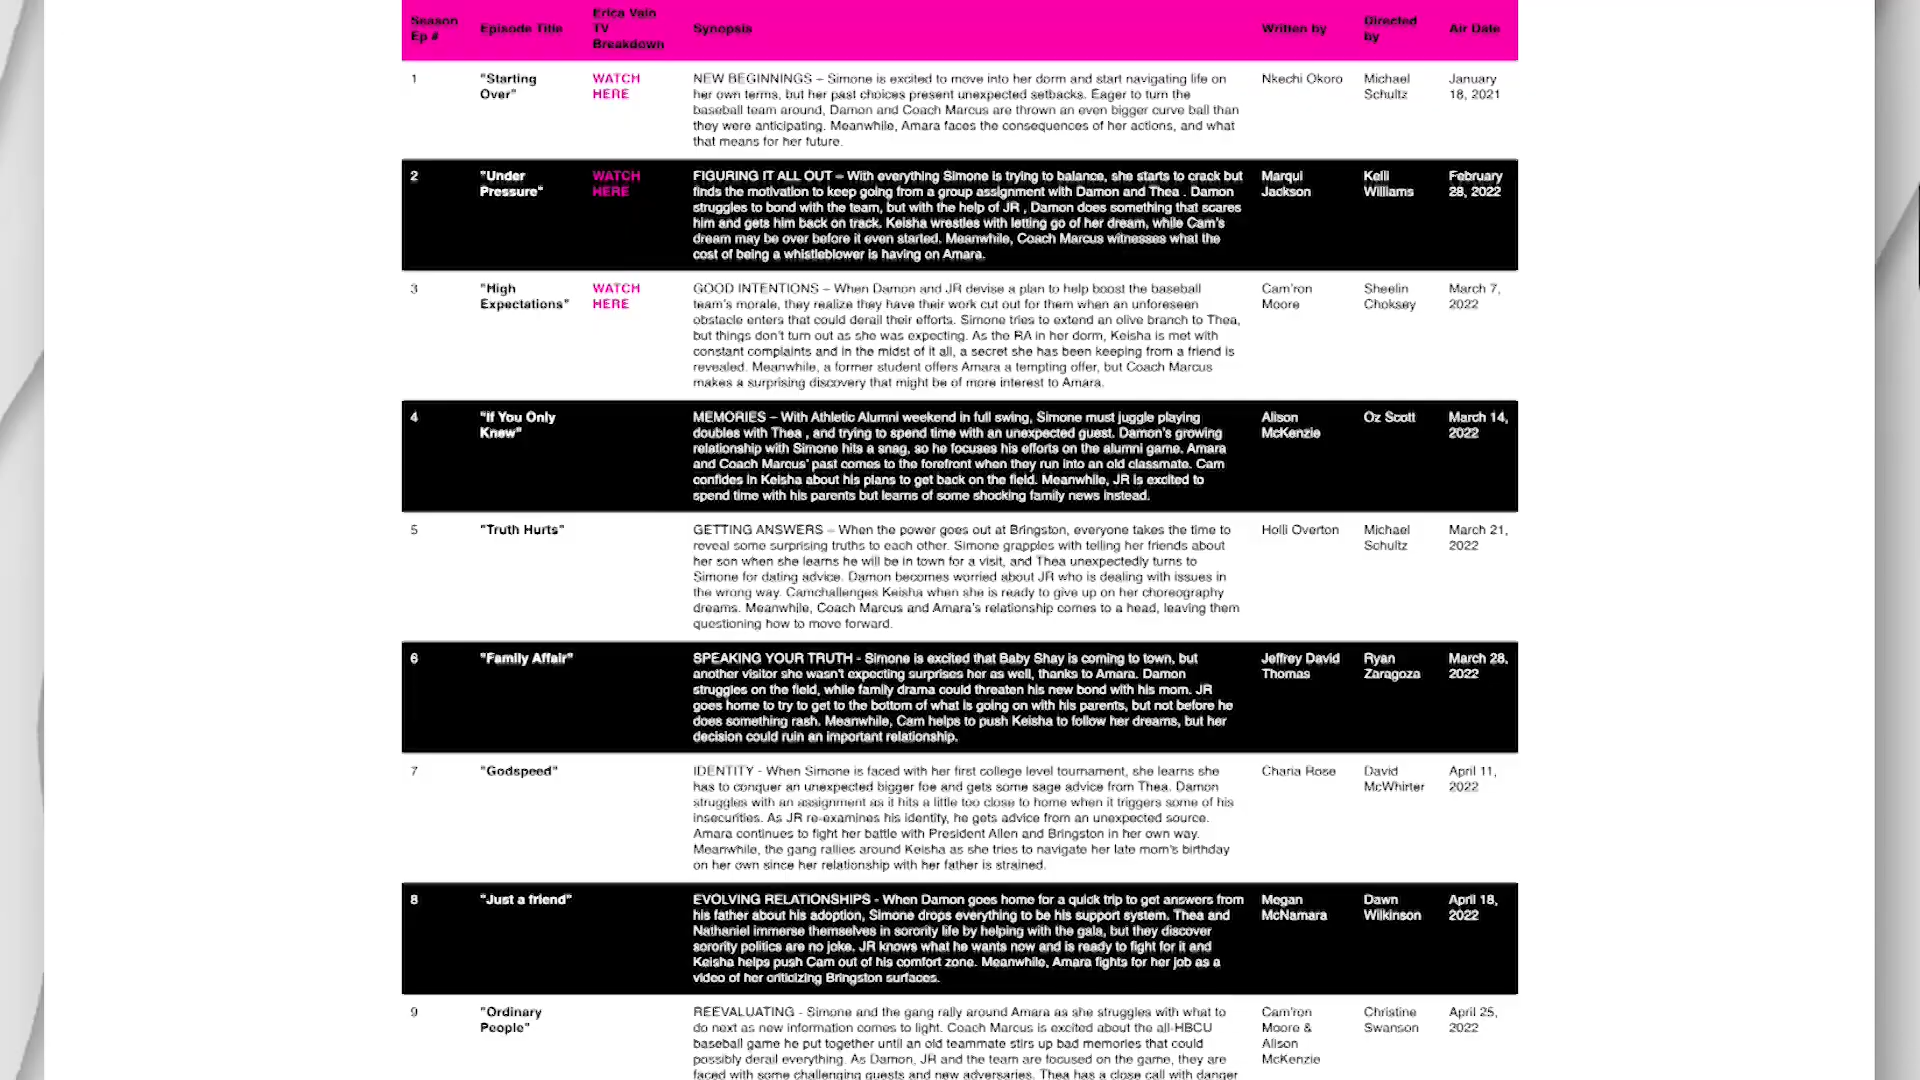 Season Ep # Episode Title Erica Vain TV Breakdown Synopsis Written by Directed by Air Date
1 "Starting Over" WATCH HERE NEW BEGINNINGS – Simone is excited to move into her dorm and start navigating life on Nkechi Okoro Michael Schultz January 18, 2021
her own terms, but her past choices present unexpected setbacks. Eager to turn the
baseball team around, Damon and Coach Marcus are thrown an even bigger curve ball than
they were anticipating. Meanwhile, Amara faces the consequences of her actions, and what
that means for her future.
2 "Under Pressure" WATCH HERE FIGURING IT ALL OUT – With everything Simone is trying to balance, she starts to crack but Marqui Jackson Kelli Williams February 28, 2022
finds the motivation to keep going from a group assignment with Damon and Thea . Damon
struggles to bond with the team, but with the help of JR , Damon does something that scares
him and gets him back on track. Keisha wrestles with letting go of her dream, while Cam's
dream may be over before it even started. Meanwhile, Coach Marcus witnesses what the
cost of being a whistleblower is having on Amara.
3 "High Expectations" WATCH HERE GOOD INTENTIONS – When Damon and JR devise a plan to help boost the baseball Cam'ron Moore Sheelin Choksey March 7, 2022
team's morale, they realize they have their work cut out for them when an unforeseen
obstacle enters that could derail their efforts. Simone tries to extend an olive branch to Thea,
but things don't turn out as she was expecting. As the RA in her dorm, Keisha is met with
constant complaints and in the midst of it all, a secret she has been keeping from a friend is
revealed. Meanwhile, a former student offers Amara a tempting offer, but Coach Marcus
makes a surprising discovery that might be of more interest to Amara.
4 "If You Only Knew" MEMORIES – With Athletic Alumni weekend in full swing, Simone must juggle playing Alison McKenzie Oz Scott March 14, 2022
doubles with Thea , and trying to spend time with an unexpected guest. Damon's growing
relationship with Simone hits a snag, so he focuses his efforts on the alumni game. Amara
and Coach Marcus' past comes to the forefront when they run into an old classmate. Cam
confides in Keisha about his plans to get back on the field. Meanwhile, JR is excited to
spend time with his parents but learns of some shocking family news instead.
5 "Truth Hurts" GETTING ANSWERS – When the power goes out at Bringston, everyone takes the time to Holli Overton Michael Schultz March 21, 2022
reveal some surprising truths to each other. Simone grapples with telling her friends about
her son when she learns he will be in town for a visit, and Thea unexpectedly turns to
Simone for dating advice. Damon becomes worried about JR who is dealing with issues in
the wrong way. Camchallenges Keisha when she is ready to give up on her choreography
dreams. Meanwhile, Coach Marcus and Amara's relationship comes to a head, leaving them
questioning how to move forward.
6 "Family Affair" SPEAKING YOUR TRUTH - Simone is excited that Baby Shay is coming to town, but Jeffrey David Thomas Ryan Zaragoza March 28, 2022
another visitor she wasn't expecting surprises her as well, thanks to Amara. Damon
struggles on the field, while family drama could threaten his new bond with his mom. JR
goes home to try to get to the bottom of what is going on with his parents, but not before he
does something rash. Meanwhile, Cam helps to push Keisha to follow her dreams, but her
decision could ruin an important relationship.
7 "Godspeed" IDENTITY - When Simone is faced with her first college level tournament, she learns she Charia Rose David McWhirter April 11, 2022
has to conquer an unexpected bigger foe and gets some sage advice from Thea. Damon
struggles with an assignment as it hits a little too close to home when it triggers some of his
insecurities. As JR re-examines his identity, he gets advice from an unexpected source.
Amara continues to fight her battle with President Allen and Bringston in her own way.
Meanwhile, the gang rallies around Keisha as she tries to navigate her late mom's birthday
on her own since her relationship with her father is strained.
8 "Just a friend" EVOLVING RELATIONSHIPS - When Damon goes home for a quick trip to get answers from Megan McNamara Dawn Wilkinson April 18, 2022
his father about his adoption, Simone drops everything to be his support system. Thea and
Nathaniel immerse themselves in sorority life by helping with the gala, but they discover
sorority politics are no joke. JR knows what he wants now and is ready to fight for it and
Keisha helps push Cam out of his comfort zone. Meanwhile, Amara fights for her job as a
video of her criticizing Bringston surfaces.
9 "Ordinary People" REEVALUATING - Simone and the gang rally around Amara as she struggles with what to Cam'ron Moore & Alison McKenzie Christine Swanson April 25, 2022
do next as new information comes to light. Coach Marcus is excited about the all-HBCU
baseball game he put together until an old teammate stirs up bad memories that could
possibly derail everything. As Damon, JR and the team are focused on the game, they are
faced with some challenging guests and new adversaries. Thea has a close call with danger